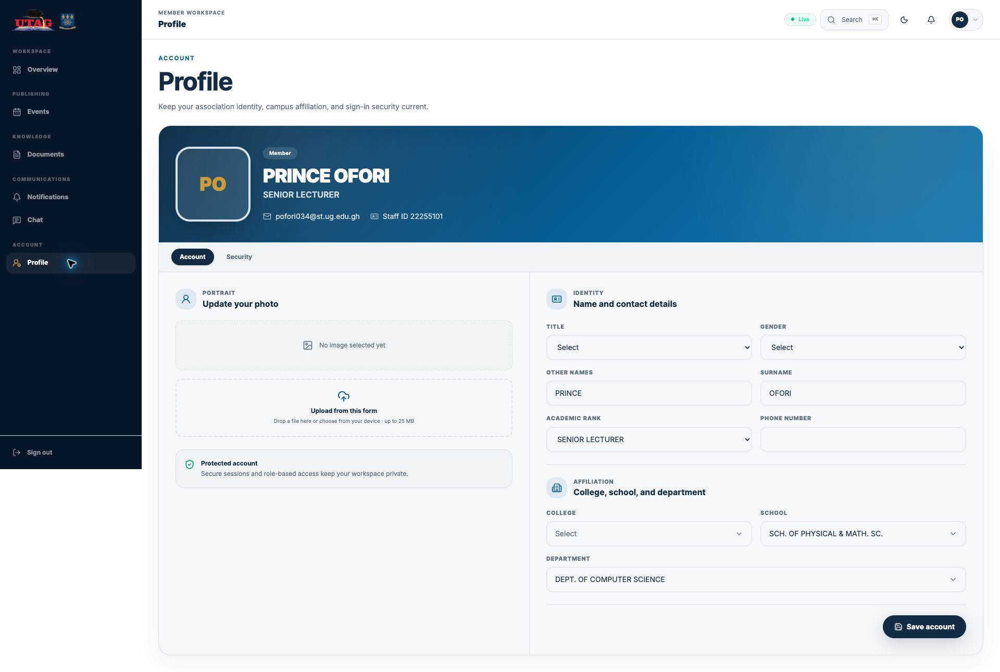 UTAG
WORKSPACE
Overview
PUBLISHING
Events
KNOWLEDGE
Documents
COMMUNICATIONS
Notifications
Chat
ACCOUNT
Profile
Sign out
MEMBER WORKSPACE
Profile
Live
Search ⌘K
PO
ACCOUNT
Profile
Keep your association identity, campus affiliation, and sign-in security current.
PO
Member
PRINCE OFORI
SENIOR LECTURER
pofori034@st.ug.edu.gh Staff ID 22255101
Account Security
PORTRAIT
Update your photo
No image selected yet
Upload from this form
Drop a file here or choose from your device · up to 25 MB
Protected account
Secure sessions and role-based access keep your workspace private.
IDENTITY
Name and contact details
TITLE GENDER
Select Select
OTHER NAMES SURNAME
PRINCE OFORI
ACADEMIC RANK PHONE NUMBER
SENIOR LECTURER
AFFILIATION
College, school, and department
COLLEGE SCHOOL
Select SCH. OF PHYSICAL & MATH. SC.
DEPARTMENT
DEPT. OF COMPUTER SCIENCE
Save account